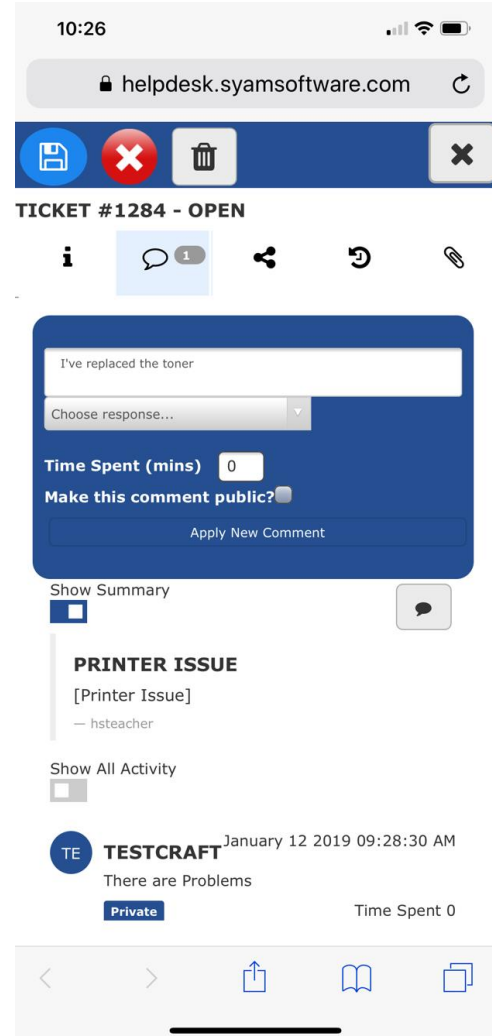 10:26
helpdesk.syamsoftware.com
TICKET #1284 - OPEN
1
I've replaced the toner
Choose response...
Time Spent (mins) 0
Make this comment public?
Apply New Comment
Show Summary
PRINTER ISSUE
[Printer Issue]
— hsteacher
Show All Activity
TE TESTCRAFT January 12 2019 09:28:30 AM
There are Problems
Private Time Spent 0